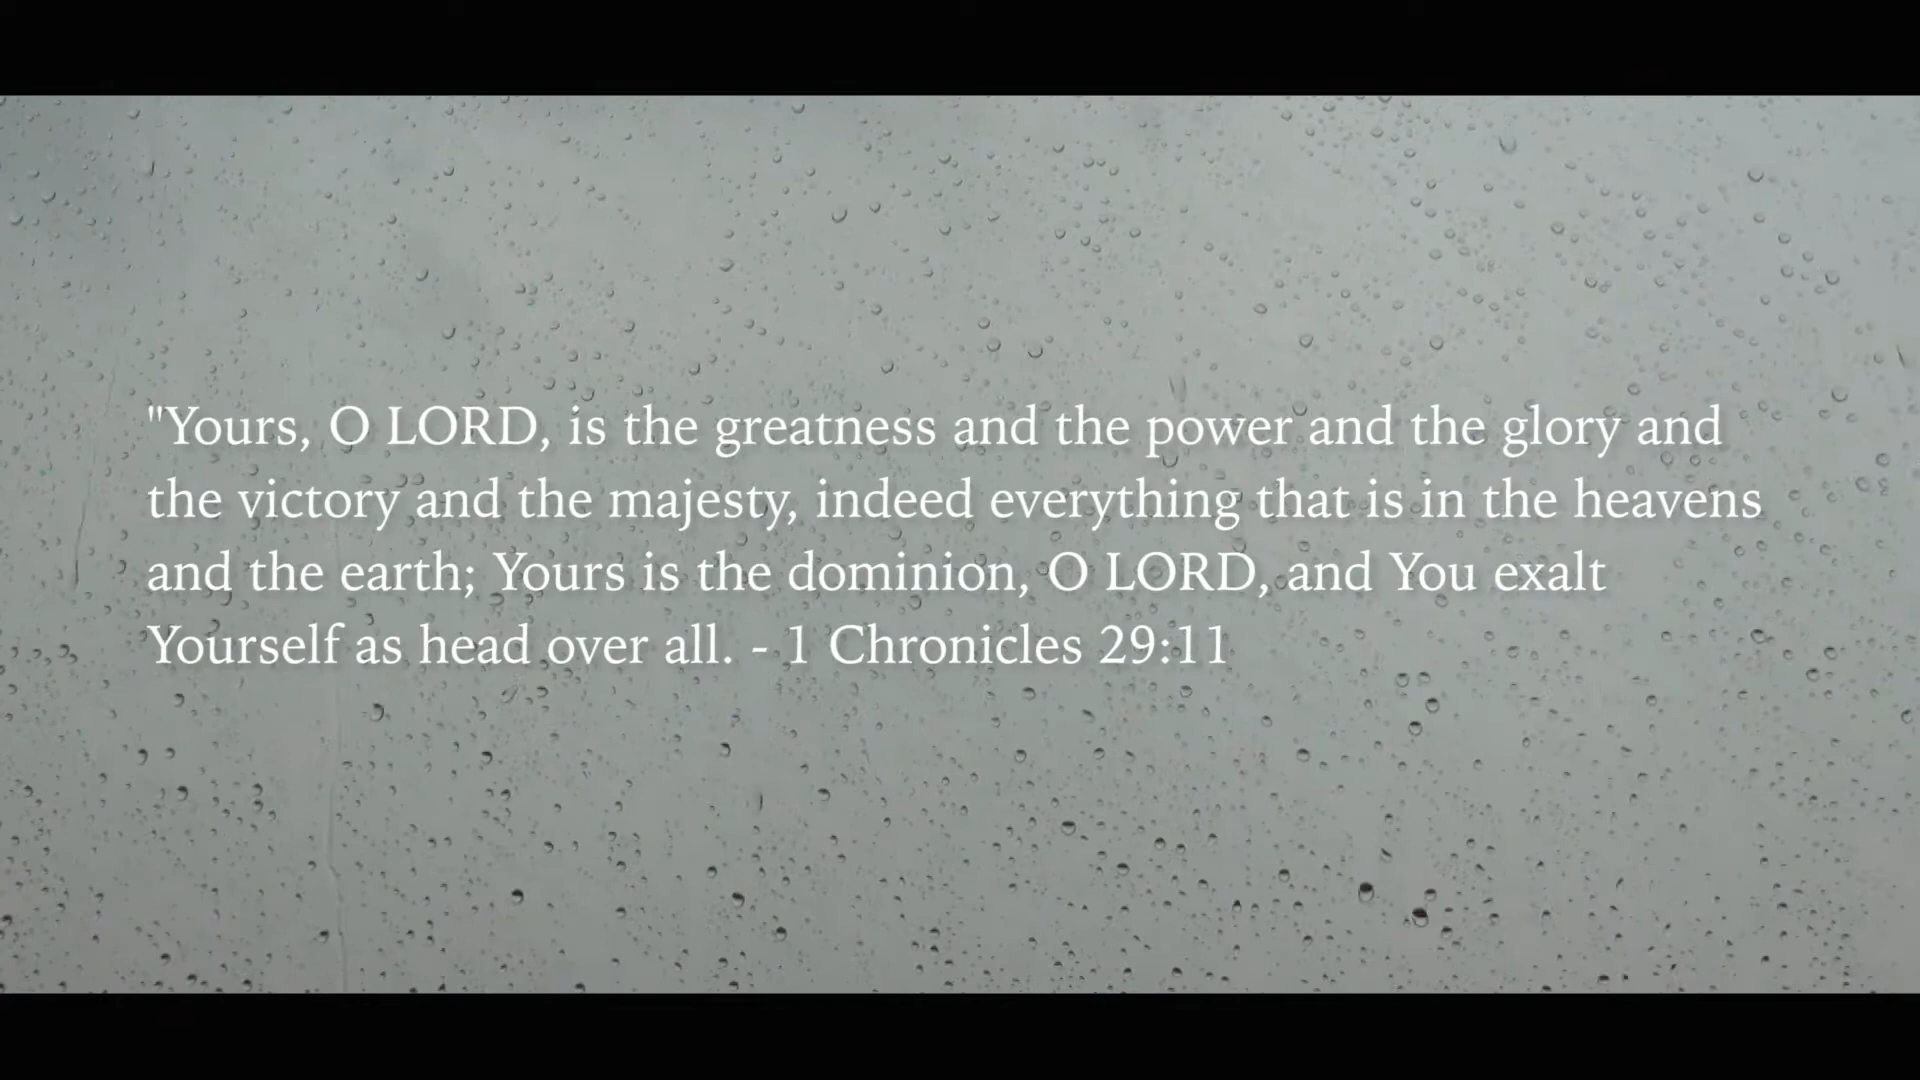 "Yours, O LORD, is the greatness and the power and the glory and
the victory and the majesty, indeed everything that is in the heavens
and the earth; Yours is the dominion, O LORD, and You exalt
Yourself as head over all. - 1 Chronicles 29:11